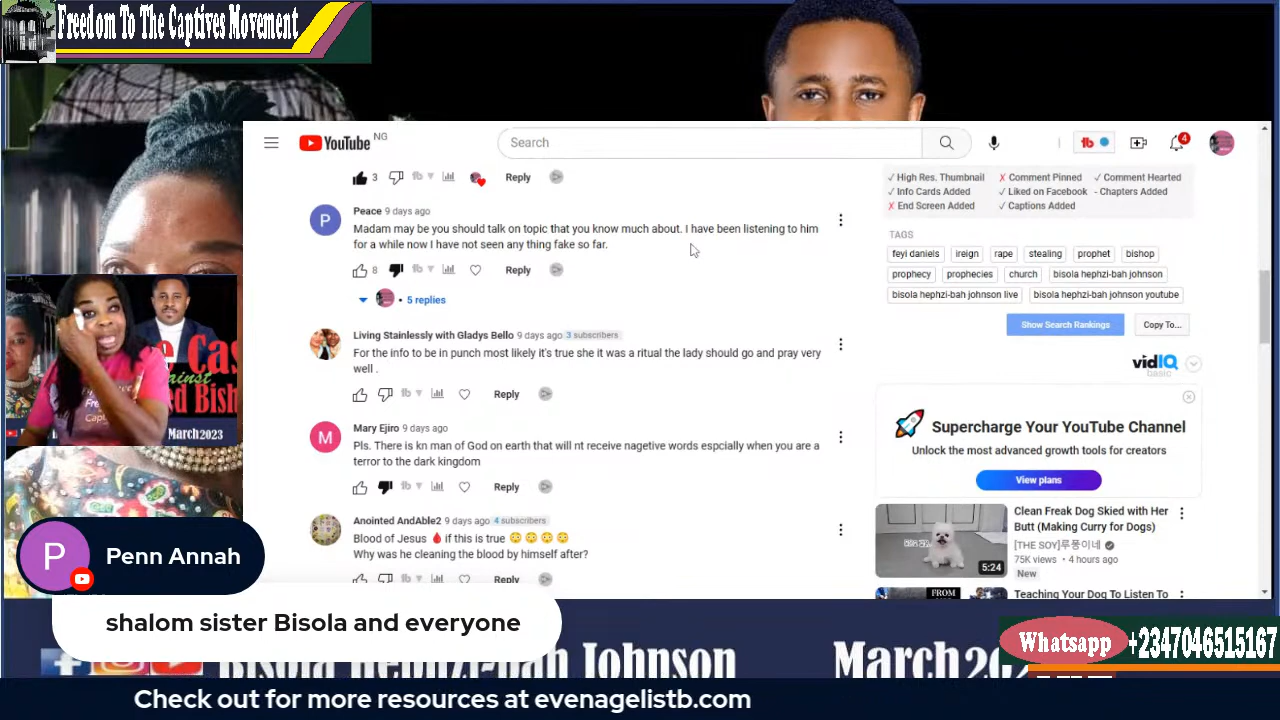 Freedom To The Captives Movement
YouTube NG
Search
4
3
Reply
Peace 9 days ago
Madam may be you should talk on topic that you know much about. I have been listening to him
for a while now I have not seen any thing fake so far.
8
Reply
5 replies
Living Stainlessly with Gladys Bello 9 days ago 3 subscribers
For the info to be in punch most likely it's true she it was a ritual the lady should go and pray very
well .
Reply
Mary Ejiro 9 days ago
Pls. There is kn man of God on earth that will nt receive nagetive words espcially when you are a
terror to the dark kingdom
Reply
Anointed AndAble2 9 days ago 4 subscribers
Blood of Jesus 🩸 if this is true 😳 😳 😳 😳
Why was he cleaning the blood by himself after?
Reply
✓ High Res. Thumbnail ✗ Comment Pinned ✓ Comment Hearted
✓ Info Cards Added ✓ Liked on Facebook - Chapters Added
✗ End Screen Added ✓ Captions Added
TAGS
feyi daniels ireign rape stealing prophet bishop
prophecy prophecies church bisola hephzi-bah johnson
bisola hephzi-bah johnson live bisola hephzi-bah johnson youtube
Show Search Rankings Copy To...
vidIQ
basic
Supercharge Your YouTube Channel
Unlock the most advanced growth tools for creators
View plans
Clean Freak Dog Skied with Her
Butt (Making Curry for Dogs)
[THE SOY]루퐁이네
75K views • 4 hours ago
New
5:24
FROM
Teaching Your Dog To Listen To
against
March2023
P Penn Annah
shalom sister Bisola and everyone
Bisola Hephzi-bah Johnson
Whatsapp +2347046515167
Check out for more resources at evenagelistb.com